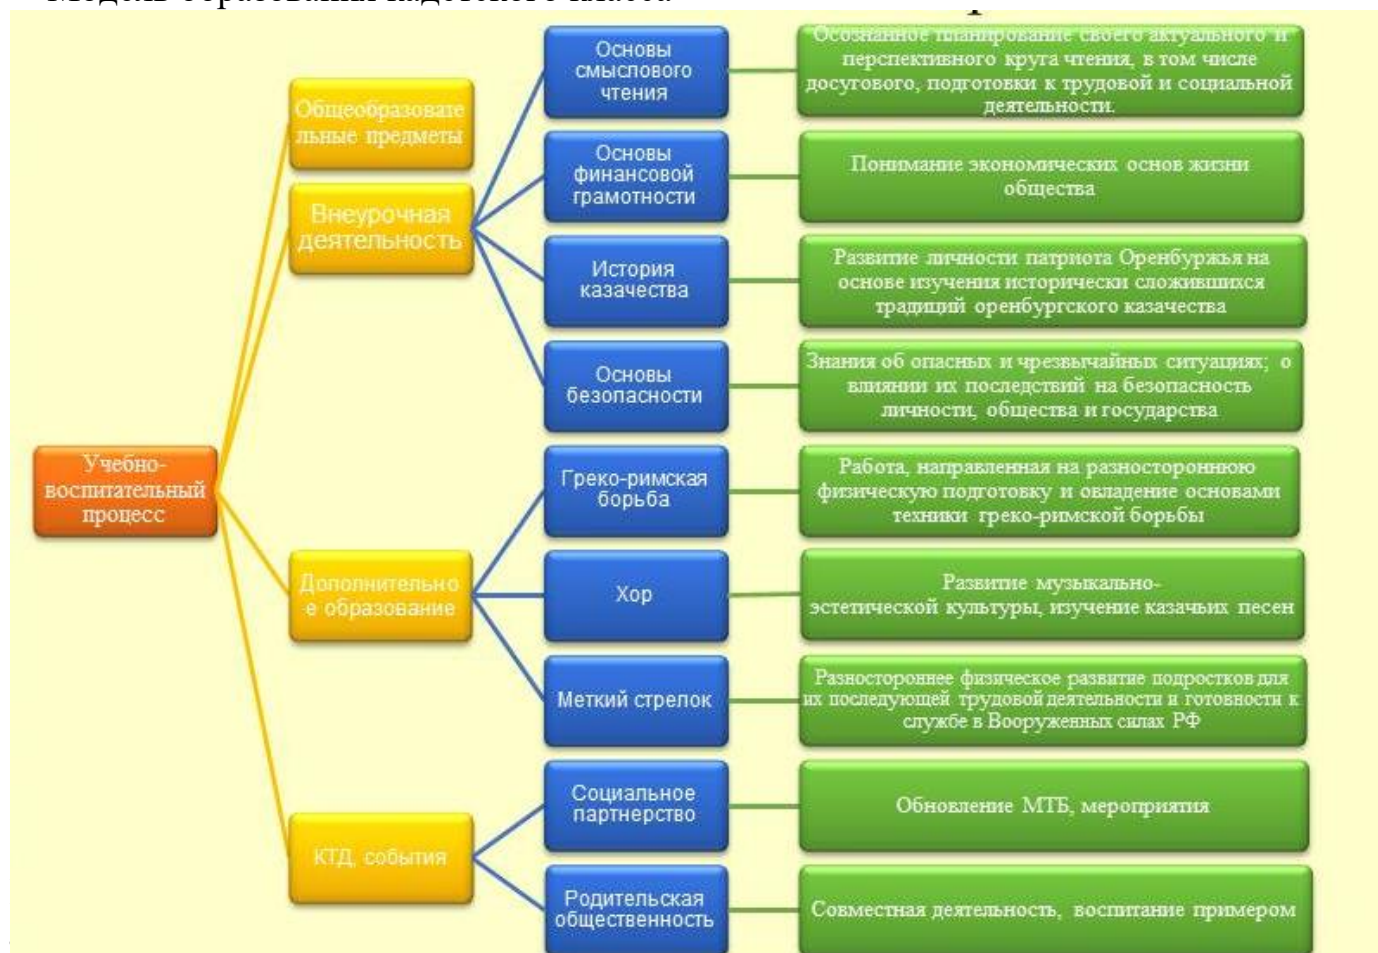 Модель образования кадетского класса
Основы
смыслового
чтения
Осознанное планирование своего актуального и
перспективного круга чтения, в том числе
досугового, подготовки к трудовой и социальной
деятельности.
Общеобразовате
льные предметы
Основы
финансовой
грамотности
Понимание экономических основ жизни
общества
Внеурочная
деятельность
История
казачества
Развитие личности патриота Оренбуржья на
основе изучения исторически сложившихся
традиций оренбургского казачества
Основы
безопасности
Знания об опасных и чрезвычайных ситуациях; о
влиянии их последствий на безопасность
личности, общества и государства
Учебно-
воспитательный
процесс
Греко-римская
борьба
Работа, направленная на разностороннюю
физическую подготовку и овладение основами
техники греко-римской борьбы
Дополнительно
е образование
Хор
Развитие музыкально-
эстетической культуры, изучение казачьих песен
Меткий стрелок
Разностороннее физическое развитие подростков для
их последующей трудовой деятельности и готовности к
службе в Вооруженных силах РФ
КТД, события
Социальное
партнерство
Обновление МТБ, мероприятия
Родительская
общественность
Совместная деятельность, воспитание примером